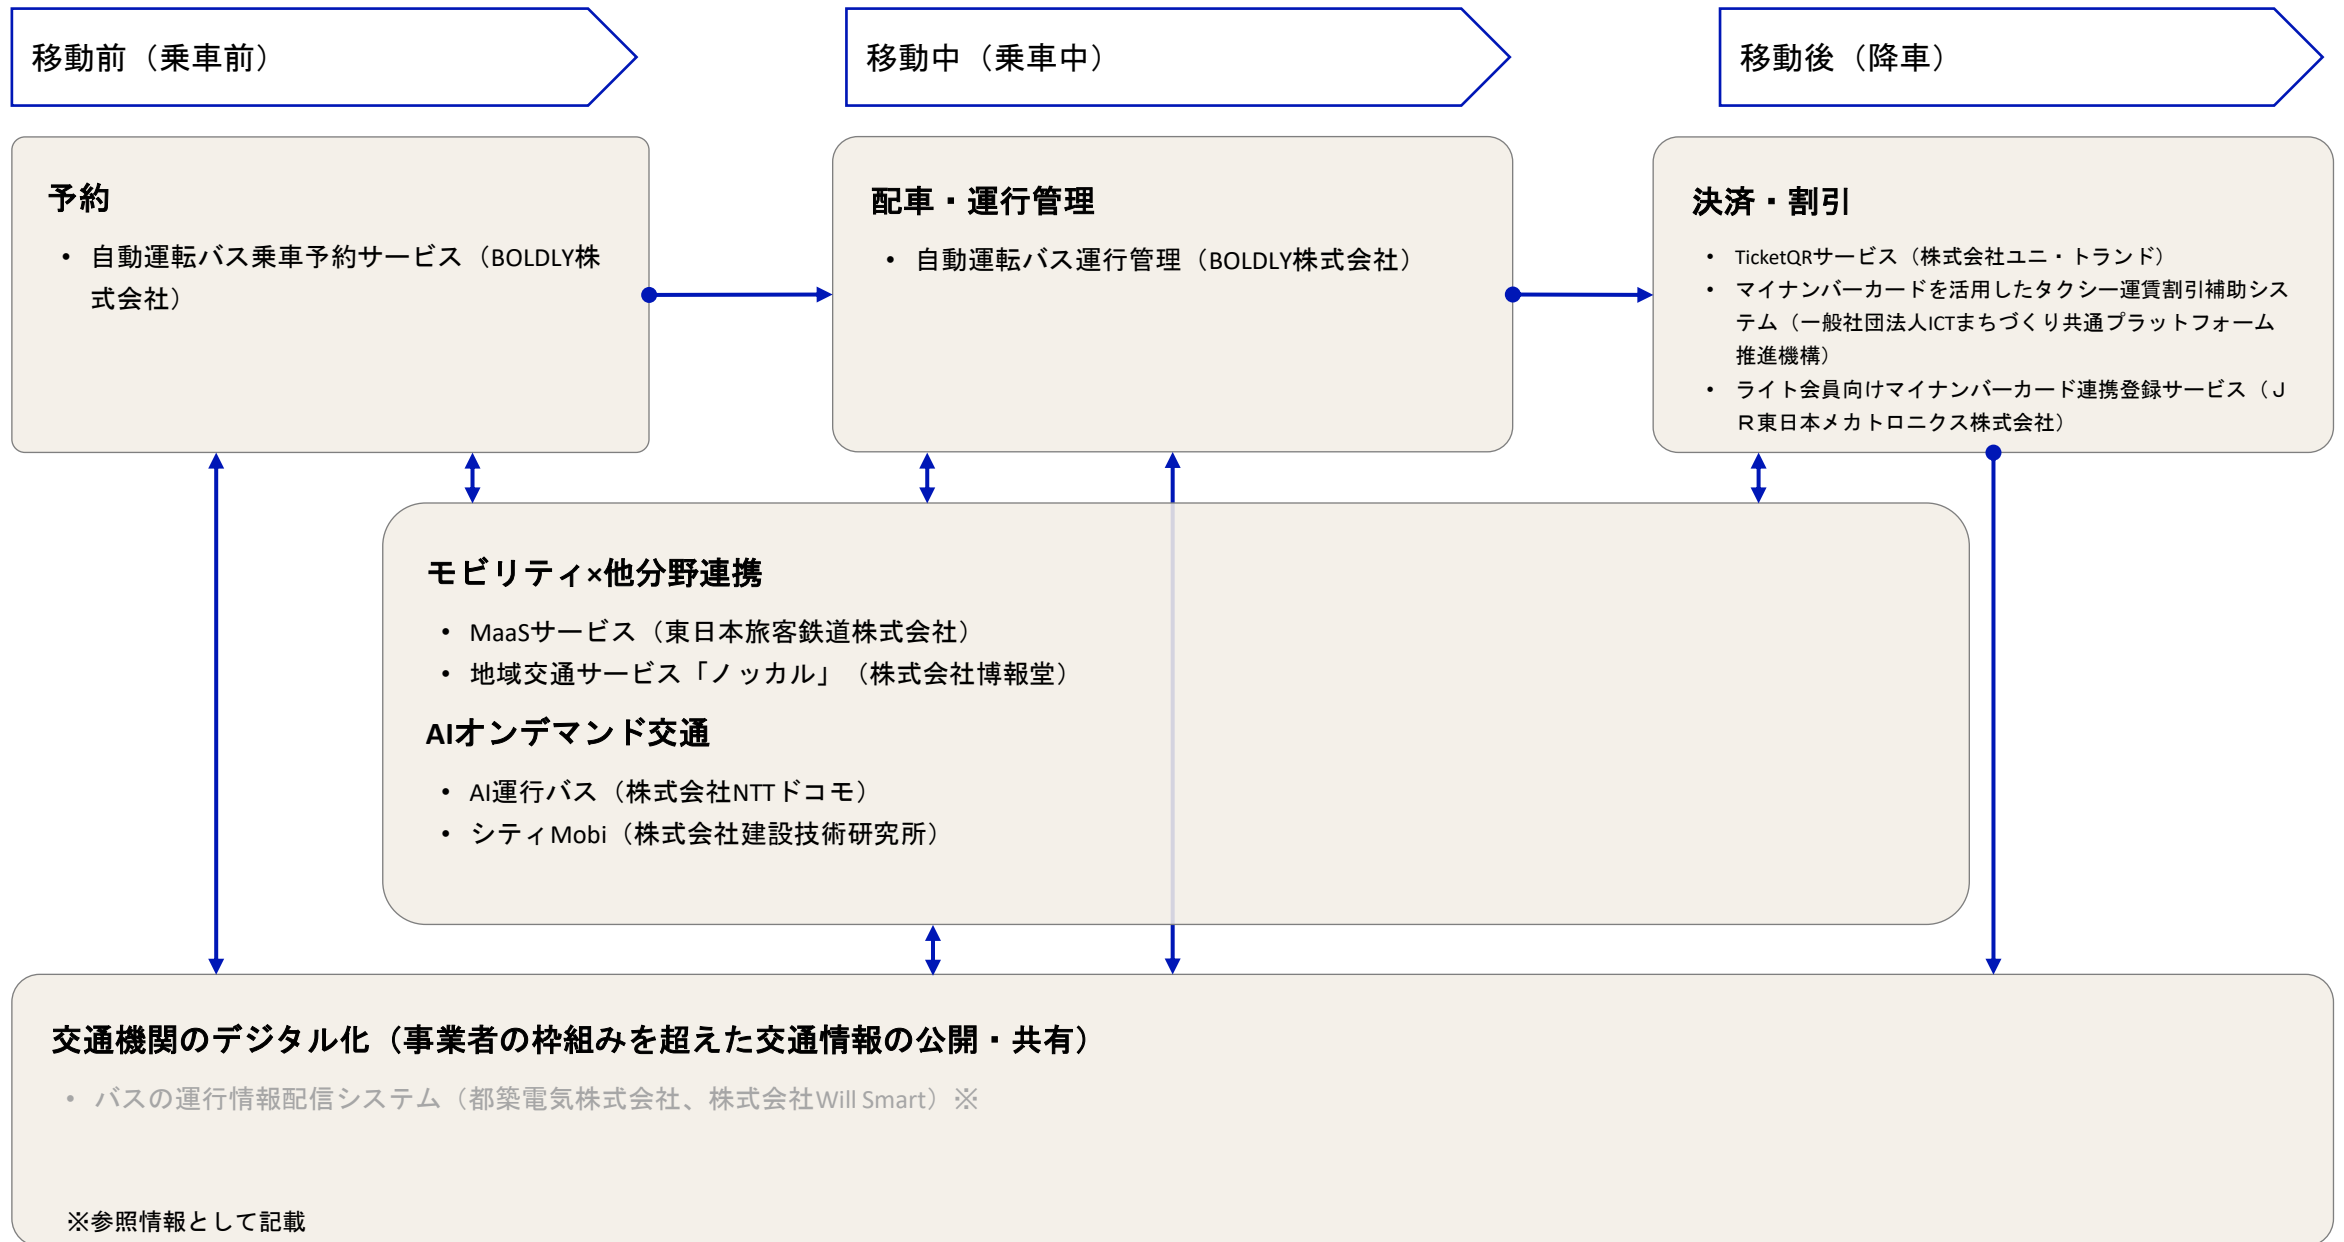 移動前（乗車前）
移動中（乗車中）
移動後（降車）
予約
• 自動運転バス乗車予約サービス（BOLDLY株
式会社）
配車・運行管理
• 自動運転バス運行管理（BOLDLY株式会社）
決済・割引
• TicketQRサービス（株式会社ユニ・トランド）
• マイナンバーカードを活用したタクシー運賃割引補助シス
テム（一般社団法人ICTまちづくり共通プラットフォーム
推進機構）
• ライト会員向けマイナンバーカード連携登録サービス（Ｊ
Ｒ東日本メカトロニクス株式会社）
モビリティ×他分野連携
• MaaSサービス（東日本旅客鉄道株式会社）
• 地域交通サービス「ノッカル」（株式会社博報堂）
AIオンデマンド交通
• AI運行バス（株式会社NTTドコモ）
• シティMobi（株式会社建設技術研究所）
交通機関のデジタル化（事業者の枠組みを超えた交通情報の公開・共有）
• バスの運行情報配信システム（都築電気株式会社、株式会社Will Smart）※
※参照情報として記載